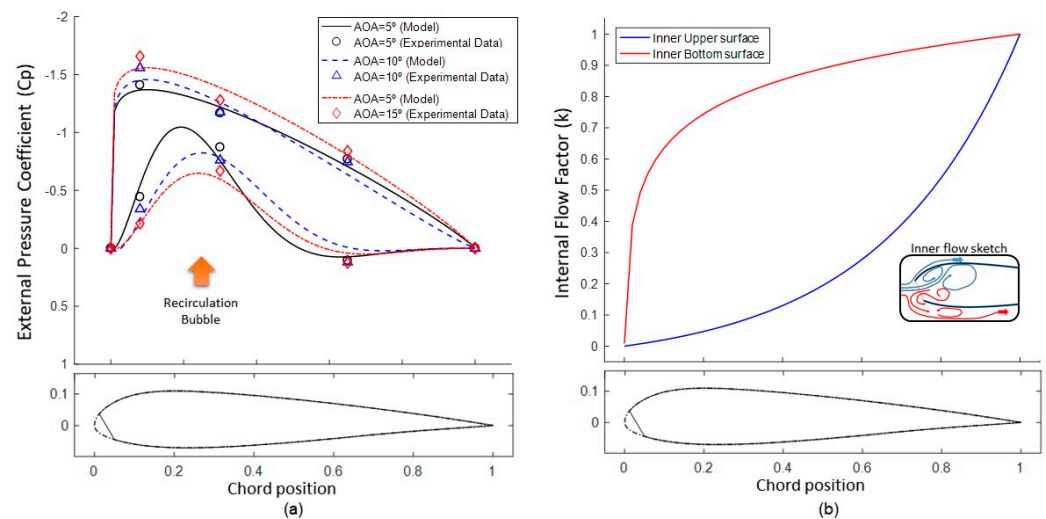 -2
-1.5
-1
-0.5
0
0.5
1
External Pressure Coefficient (Cp)
AOA=5º (Model)
AOA=5º (Experimental Data)
AOA=10º (Model)
AOA=10º (Experimental Data)
AOA=5º (Model)
AOA=15º (Experimental Data)
Recirculation
Bubble
0.1
0
0 0.2 0.4 0.6 0.8 1
Chord position
(a)
1
0.9
0.8
0.7
0.6
0.5
0.4
0.3
0.2
0.1
0
Internal Flow Factor (k)
Inner Upper surface
Inner Bottom surface
Inner flow sketch
0.1
0
0 0.2 0.4 0.6 0.8 1
Chord position
(b)